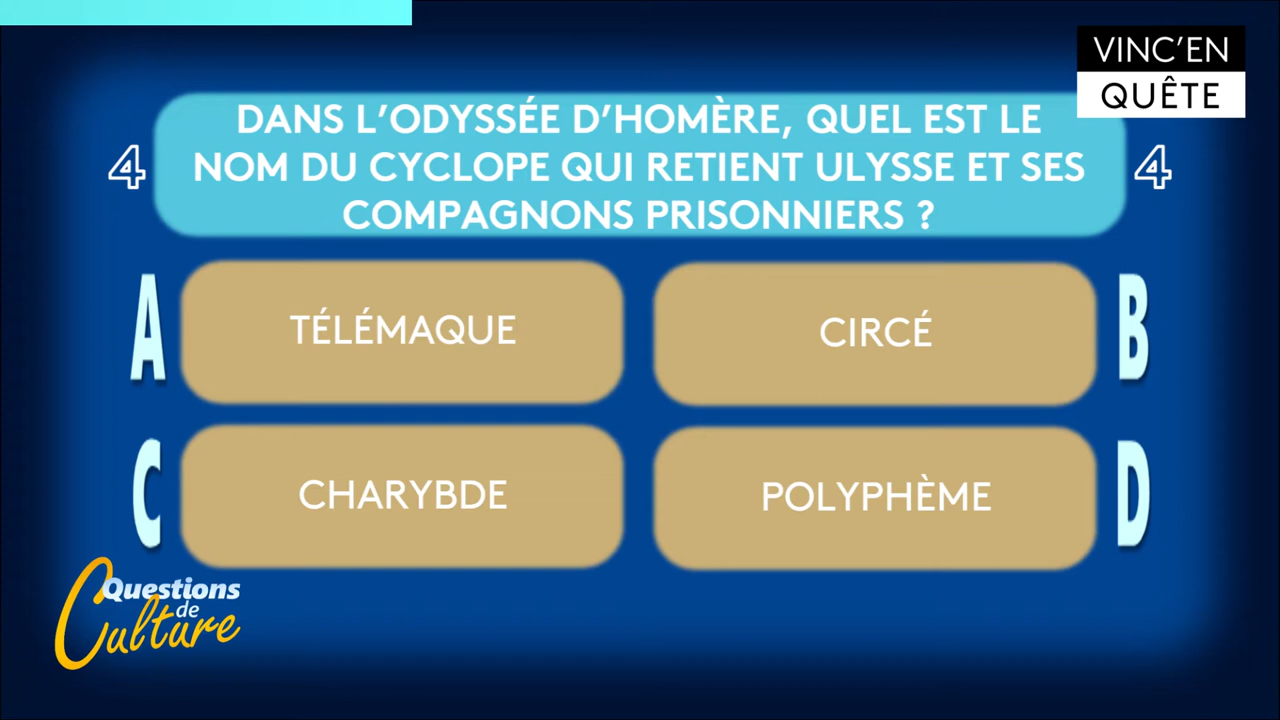 VINC'EN
QUÊTE
DANS L'ODYSSÉE D'HOMÈRE, QUEL EST LE
4 NOM DU CYCLOPE QUI RETIENT ULYSSE ET SES 4
COMPAGNONS PRISONNIERS ?
A TÉLÉMAQUE
CIRCÉ B
C CHARYBDE
POLYPHÈME D
Questions
de
Culture